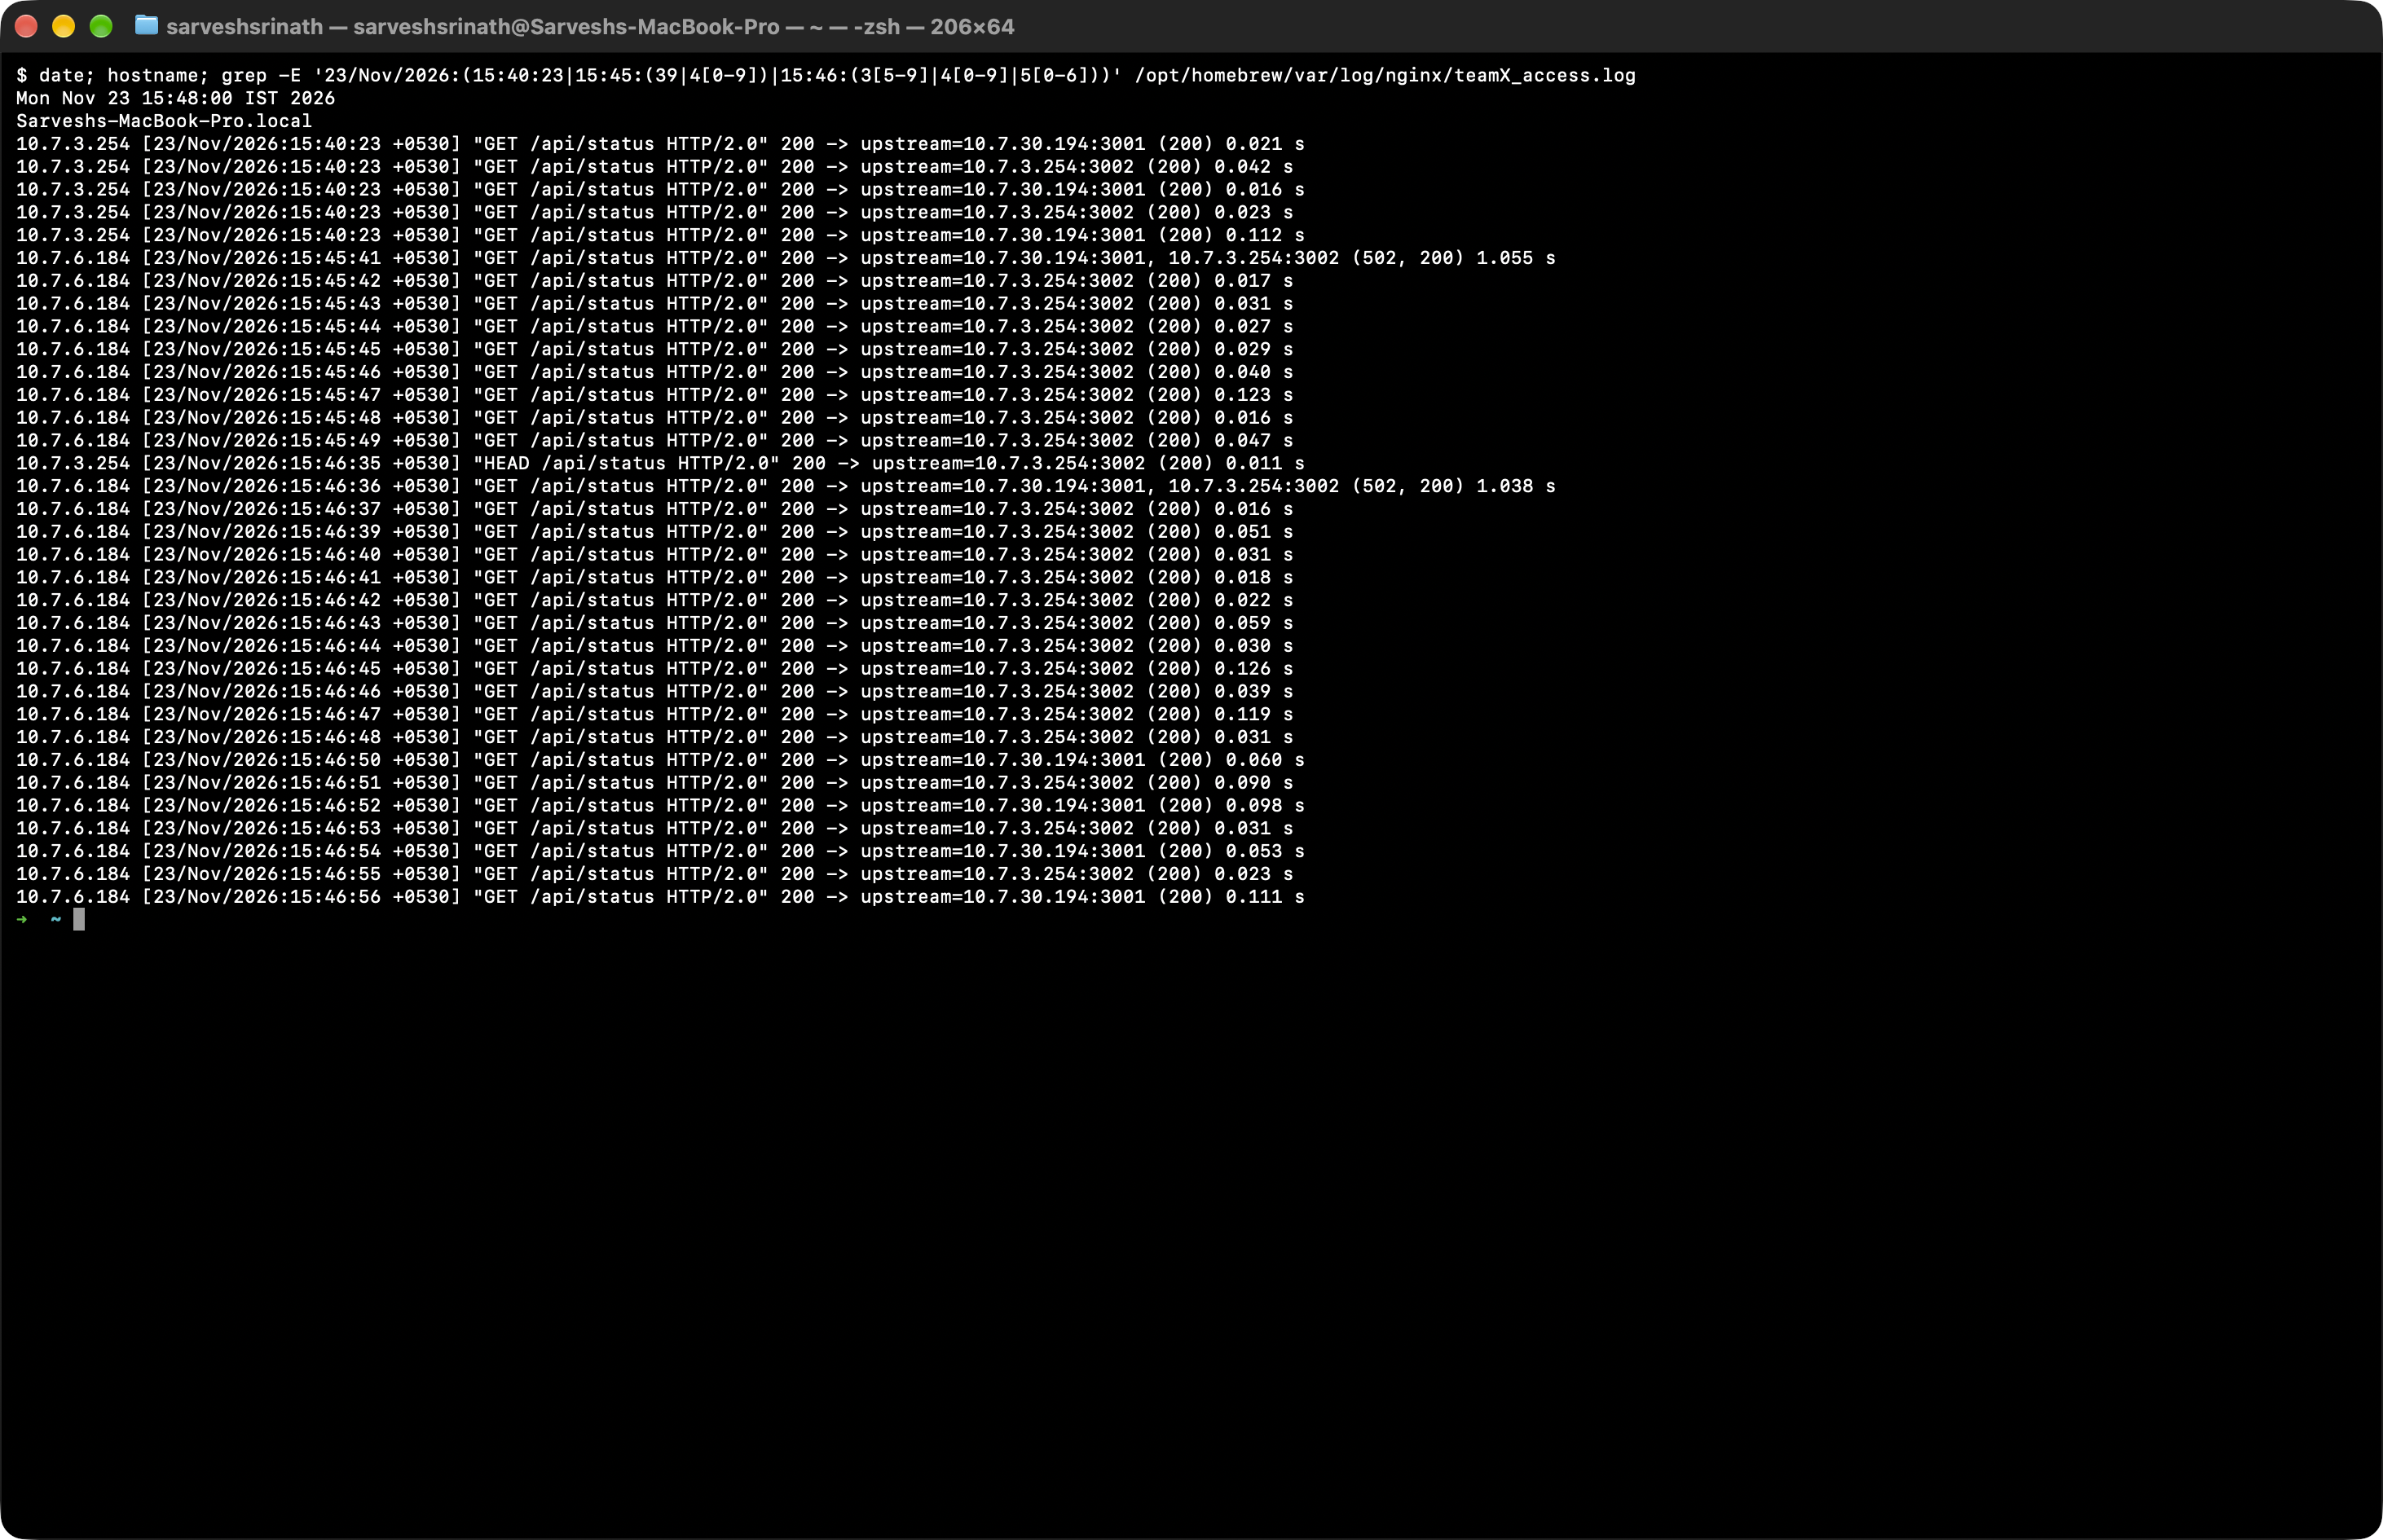 sarveshsrinath — sarveshsrinath@Sarveshs-MacBook-Pro — ~ — -zsh — 206×64
$ date; hostname; grep -E '23/Nov/2026:(15:40:23|15:45:(39|4[0-9])|15:46:(3[5-9]|4[0-9]|5[0-6]))' /opt/homebrew/var/log/nginx/teamX_access.log
Mon Nov 23 15:48:00 IST 2026
Sarveshs-MacBook-Pro.local
10.7.3.254 [23/Nov/2026:15:40:23 +0530] "GET /api/status HTTP/2.0" 200 -> upstream=10.7.30.194:3001 (200) 0.021 s
10.7.3.254 [23/Nov/2026:15:40:23 +0530] "GET /api/status HTTP/2.0" 200 -> upstream=10.7.3.254:3002 (200) 0.042 s
10.7.3.254 [23/Nov/2026:15:40:23 +0530] "GET /api/status HTTP/2.0" 200 -> upstream=10.7.30.194:3001 (200) 0.016 s
10.7.3.254 [23/Nov/2026:15:40:23 +0530] "GET /api/status HTTP/2.0" 200 -> upstream=10.7.3.254:3002 (200) 0.023 s
10.7.3.254 [23/Nov/2026:15:40:23 +0530] "GET /api/status HTTP/2.0" 200 -> upstream=10.7.30.194:3001 (200) 0.112 s
10.7.6.184 [23/Nov/2026:15:45:41 +0530] "GET /api/status HTTP/2.0" 200 -> upstream=10.7.30.194:3001, 10.7.3.254:3002 (502, 200) 1.055 s
10.7.6.184 [23/Nov/2026:15:45:42 +0530] "GET /api/status HTTP/2.0" 200 -> upstream=10.7.3.254:3002 (200) 0.017 s
10.7.6.184 [23/Nov/2026:15:45:43 +0530] "GET /api/status HTTP/2.0" 200 -> upstream=10.7.3.254:3002 (200) 0.031 s
10.7.6.184 [23/Nov/2026:15:45:44 +0530] "GET /api/status HTTP/2.0" 200 -> upstream=10.7.3.254:3002 (200) 0.027 s
10.7.6.184 [23/Nov/2026:15:45:45 +0530] "GET /api/status HTTP/2.0" 200 -> upstream=10.7.3.254:3002 (200) 0.029 s
10.7.6.184 [23/Nov/2026:15:45:46 +0530] "GET /api/status HTTP/2.0" 200 -> upstream=10.7.3.254:3002 (200) 0.040 s
10.7.6.184 [23/Nov/2026:15:45:47 +0530] "GET /api/status HTTP/2.0" 200 -> upstream=10.7.3.254:3002 (200) 0.123 s
10.7.6.184 [23/Nov/2026:15:45:48 +0530] "GET /api/status HTTP/2.0" 200 -> upstream=10.7.3.254:3002 (200) 0.016 s
10.7.6.184 [23/Nov/2026:15:45:49 +0530] "GET /api/status HTTP/2.0" 200 -> upstream=10.7.3.254:3002 (200) 0.047 s
10.7.3.254 [23/Nov/2026:15:46:35 +0530] "HEAD /api/status HTTP/2.0" 200 -> upstream=10.7.3.254:3002 (200) 0.011 s
10.7.6.184 [23/Nov/2026:15:46:36 +0530] "GET /api/status HTTP/2.0" 200 -> upstream=10.7.30.194:3001, 10.7.3.254:3002 (502, 200) 1.038 s
10.7.6.184 [23/Nov/2026:15:46:37 +0530] "GET /api/status HTTP/2.0" 200 -> upstream=10.7.3.254:3002 (200) 0.016 s
10.7.6.184 [23/Nov/2026:15:46:39 +0530] "GET /api/status HTTP/2.0" 200 -> upstream=10.7.3.254:3002 (200) 0.051 s
10.7.6.184 [23/Nov/2026:15:46:40 +0530] "GET /api/status HTTP/2.0" 200 -> upstream=10.7.3.254:3002 (200) 0.031 s
10.7.6.184 [23/Nov/2026:15:46:41 +0530] "GET /api/status HTTP/2.0" 200 -> upstream=10.7.3.254:3002 (200) 0.018 s
10.7.6.184 [23/Nov/2026:15:46:42 +0530] "GET /api/status HTTP/2.0" 200 -> upstream=10.7.3.254:3002 (200) 0.022 s
10.7.6.184 [23/Nov/2026:15:46:43 +0530] "GET /api/status HTTP/2.0" 200 -> upstream=10.7.3.254:3002 (200) 0.059 s
10.7.6.184 [23/Nov/2026:15:46:44 +0530] "GET /api/status HTTP/2.0" 200 -> upstream=10.7.3.254:3002 (200) 0.030 s
10.7.6.184 [23/Nov/2026:15:46:45 +0530] "GET /api/status HTTP/2.0" 200 -> upstream=10.7.3.254:3002 (200) 0.126 s
10.7.6.184 [23/Nov/2026:15:46:46 +0530] "GET /api/status HTTP/2.0" 200 -> upstream=10.7.3.254:3002 (200) 0.039 s
10.7.6.184 [23/Nov/2026:15:46:47 +0530] "GET /api/status HTTP/2.0" 200 -> upstream=10.7.3.254:3002 (200) 0.119 s
10.7.6.184 [23/Nov/2026:15:46:48 +0530] "GET /api/status HTTP/2.0" 200 -> upstream=10.7.3.254:3002 (200) 0.031 s
10.7.6.184 [23/Nov/2026:15:46:50 +0530] "GET /api/status HTTP/2.0" 200 -> upstream=10.7.30.194:3001 (200) 0.060 s
10.7.6.184 [23/Nov/2026:15:46:51 +0530] "GET /api/status HTTP/2.0" 200 -> upstream=10.7.3.254:3002 (200) 0.090 s
10.7.6.184 [23/Nov/2026:15:46:52 +0530] "GET /api/status HTTP/2.0" 200 -> upstream=10.7.30.194:3001 (200) 0.098 s
10.7.6.184 [23/Nov/2026:15:46:53 +0530] "GET /api/status HTTP/2.0" 200 -> upstream=10.7.3.254:3002 (200) 0.031 s
10.7.6.184 [23/Nov/2026:15:46:54 +0530] "GET /api/status HTTP/2.0" 200 -> upstream=10.7.30.194:3001 (200) 0.053 s
10.7.6.184 [23/Nov/2026:15:46:55 +0530] "GET /api/status HTTP/2.0" 200 -> upstream=10.7.3.254:3002 (200) 0.023 s
10.7.6.184 [23/Nov/2026:15:46:56 +0530] "GET /api/status HTTP/2.0" 200 -> upstream=10.7.30.194:3001 (200) 0.111 s
➜ ~